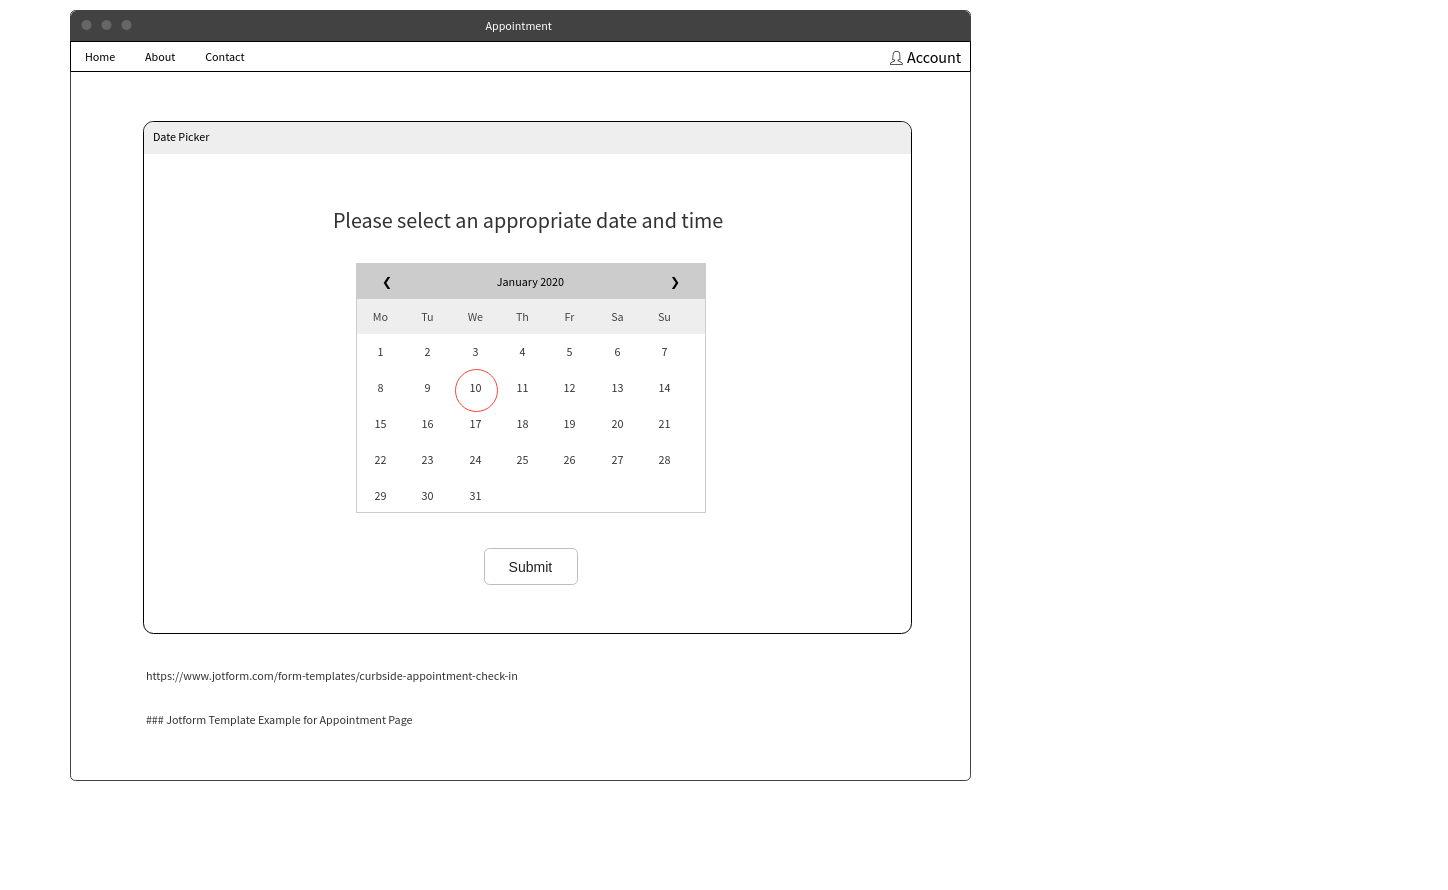 Appointment
Home About Contact Account
Date Picker
Please select an appropriate date and time
❮ January 2020 ❯
Mo Tu We Th Fr Sa Su
1 2 3 4 5 6 7
8 9 10 11 12 13 14
15 16 17 18 19 20 21
22 23 24 25 26 27 28
29 30 31
Submit
https://www.jotform.com/form-templates/curbside-appointment-check-in
### Jotform Template Example for Appointment Page